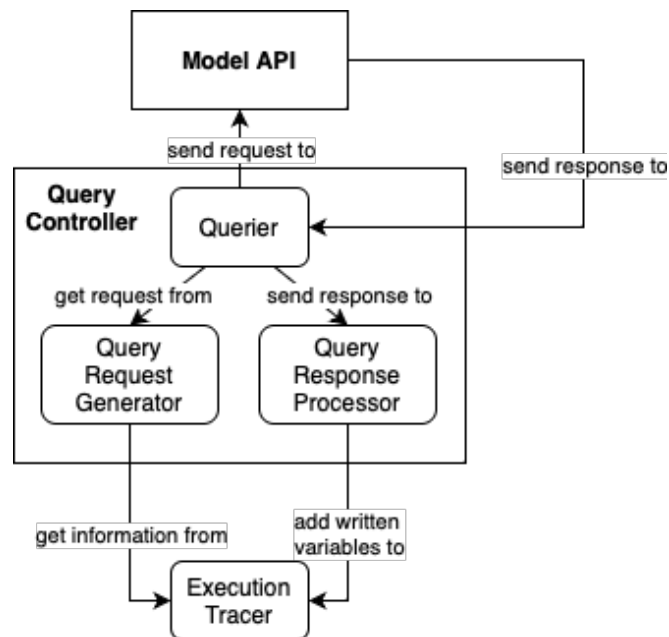 Model API
send request to
send response to
Query
Controller
Querier
get request from
send response to
Query
Request
Generator
Query
Response
Processor
get information from
add written
variables to
Execution
Tracer